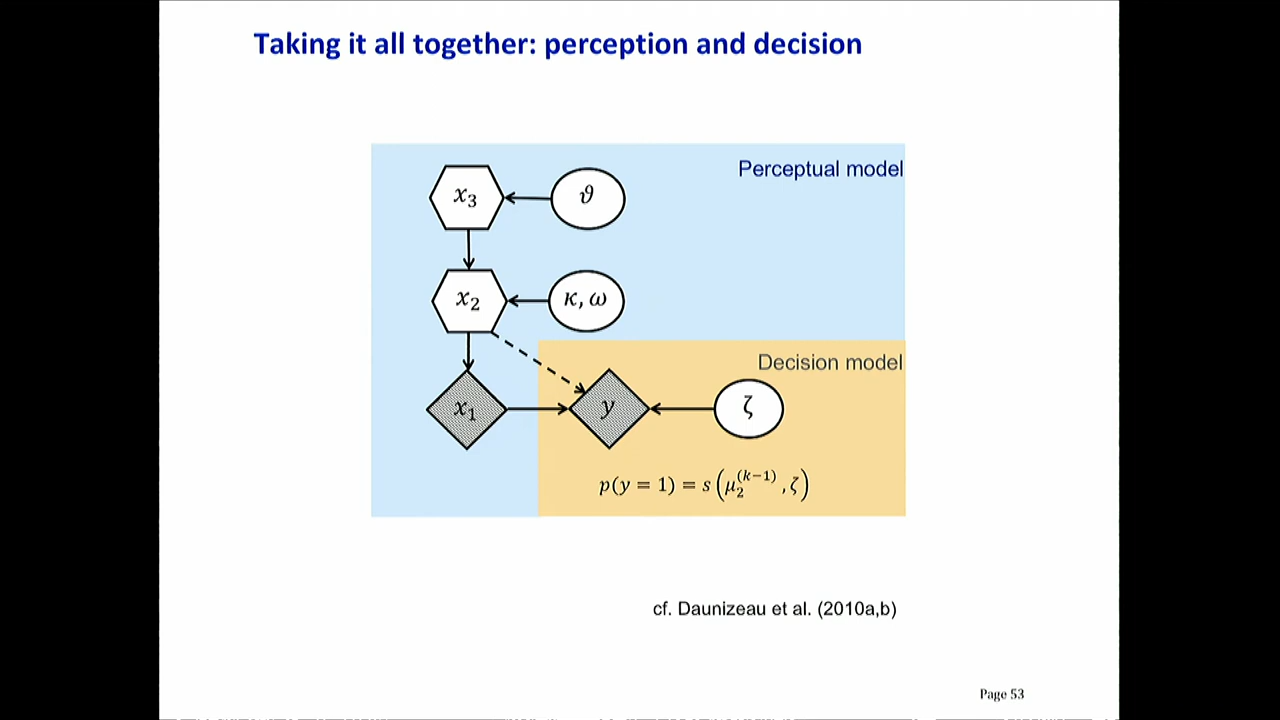 Taking it all together: perception and decision
Perceptual model
x₃
ϑ
x₂
κ, ω
Decision model
x₁
y
ζ
p(y = 1) = s(μ₂^(k−1), ζ)
cf. Daunizeau et al. (2010a,b)
Page 53